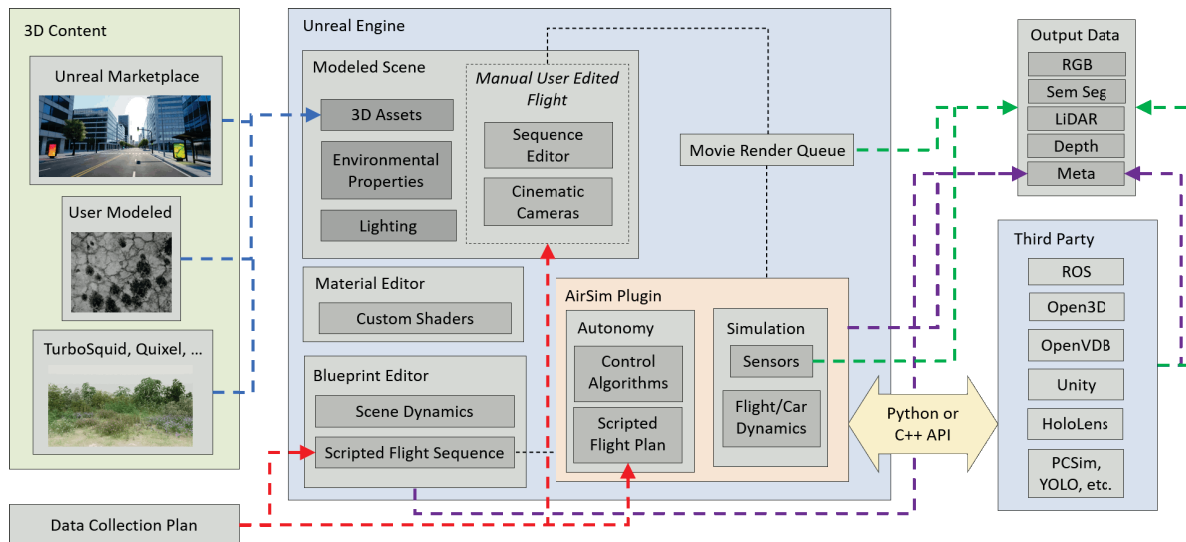 3D Content
Unreal Marketplace
User Modeled
TurboSquid, Quixel, ...
Data Collection Plan
Unreal Engine
Modeled Scene
3D Assets
Environmental
Properties
Lighting
Manual User Edited
Flight
Sequence
Editor
Cinematic
Cameras
Material Editor
Custom Shaders
Blueprint Editor
Scene Dynamics
Scripted Flight Sequence
Movie Render Queue
AirSim Plugin
Autonomy
Control
Algorithms
Scripted
Flight Plan
Simulation
Sensors
Flight/Car
Dynamics
Python or
C++ API
Output Data
RGB
Sem Seg
LiDAR
Depth
Meta
Third Party
ROS
Open3D
OpenVDB
Unity
HoloLens
PCSim,
YOLO, etc.